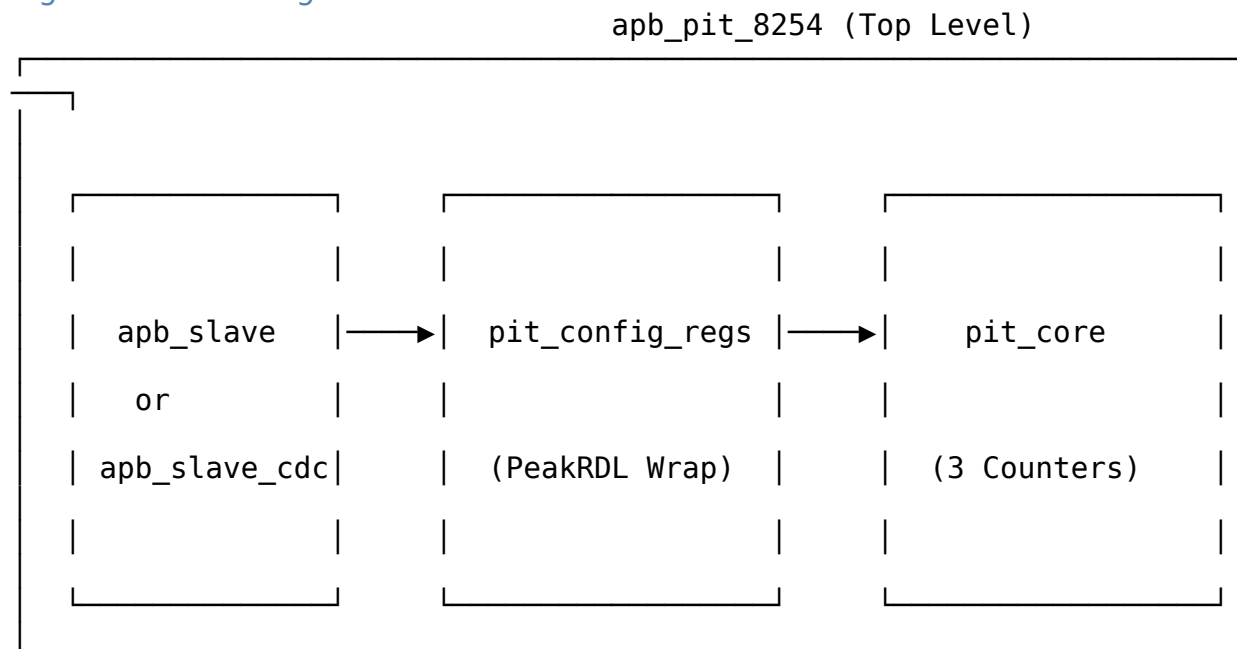 apb_pit_8254 (Top Level)
apb_slave pit_config_regs pit_core
or
apb_slave_cdc (PeakRDL Wrap) (3 Counters)